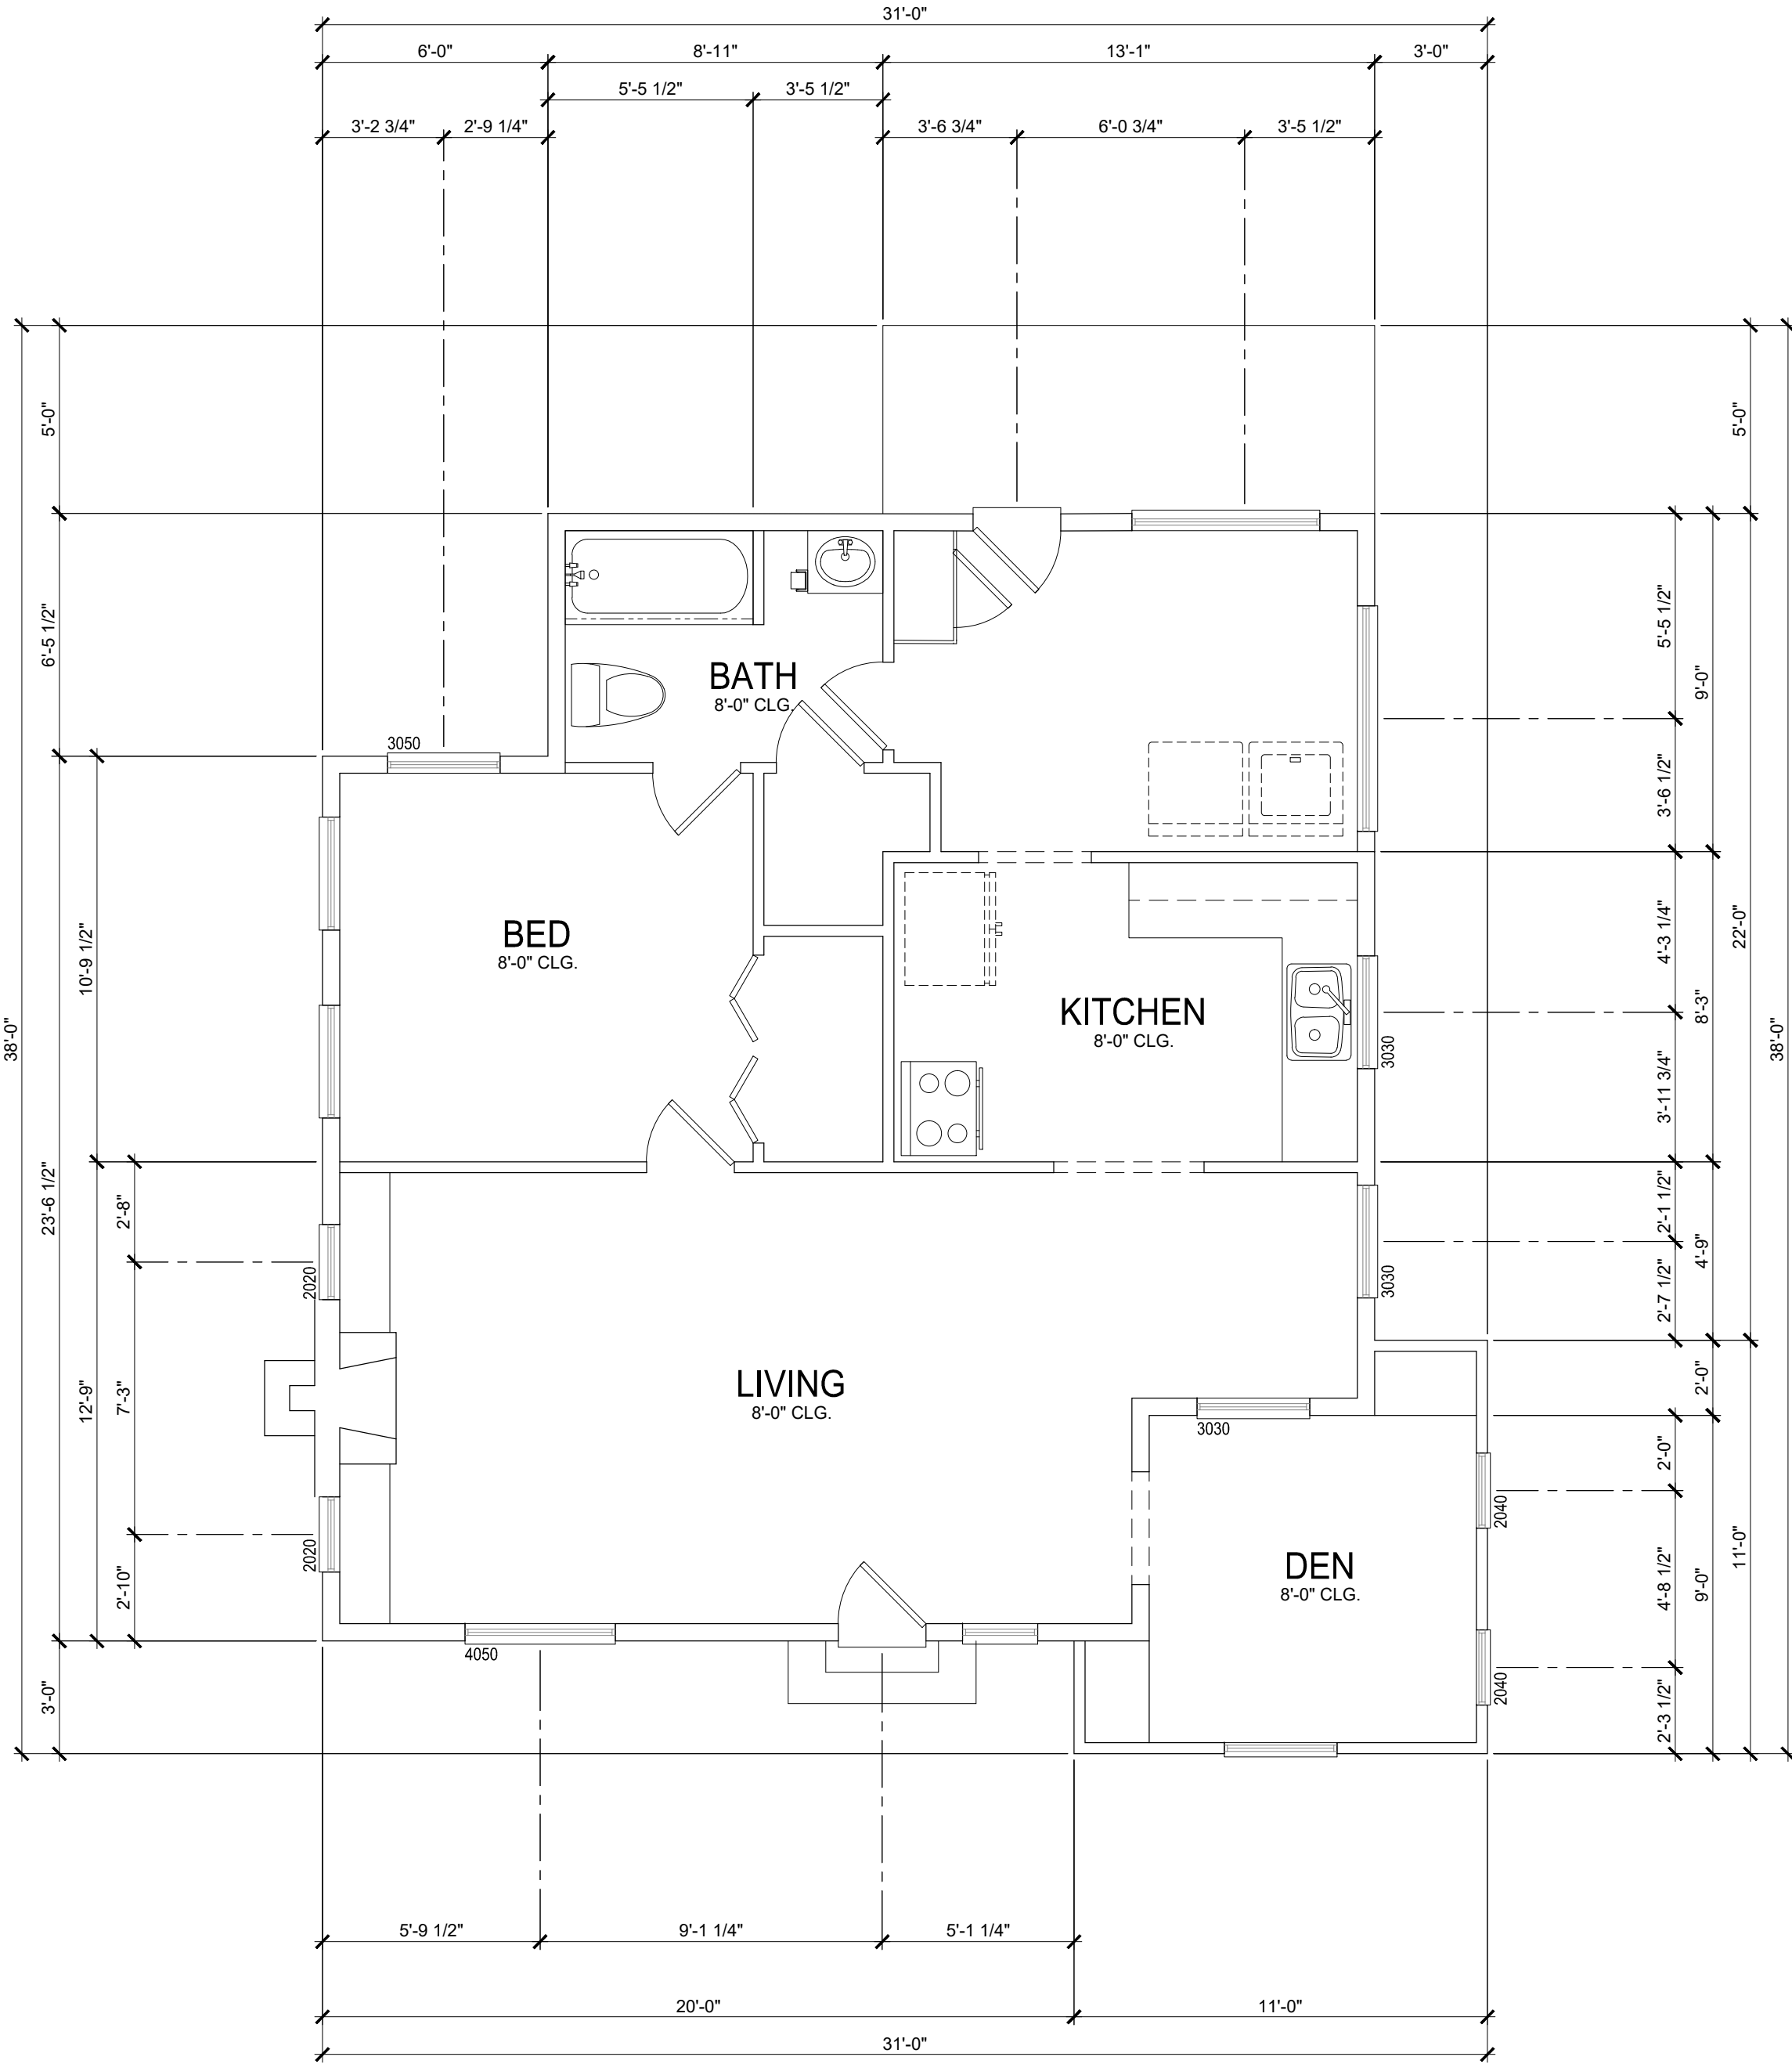 31'-0"
6'-0" 8'-11" 13'-1" 3'-0"
5'-5 1/2" 3'-5 1/2"
3'-2 3/4" 2'-9 1/4" 3'-6 3/4" 6'-0 3/4" 3'-5 1/2"
38'-0"
5'-0"
6'-5 1/2"
23'-6 1/2"
3'-0"
10'-9 1/2"
12'-9"
2'-8"
7'-3"
2'-10"
3050
BATH
8'-0" CLG.
BED
8'-0" CLG.
KITCHEN
8'-0" CLG.
3030
2020
3030
LIVING
8'-0" CLG.
3030
2020
2040
DEN
8'-0" CLG.
2040
4050
5'-5 1/2"
3'-6 1/2"
4'-3 1/4"
3'-11 3/4"
2'-1 1/2"
2'-7 1/2"
2'-0"
4'-8 1/2"
2'-3 1/2"
9'-0"
8'-3"
4'-9"
2'-0"
9'-0"
5'-0"
22'-0"
11'-0"
38'-0"
5'-9 1/2" 9'-1 1/4" 5'-1 1/4"
20'-0" 11'-0"
31'-0"